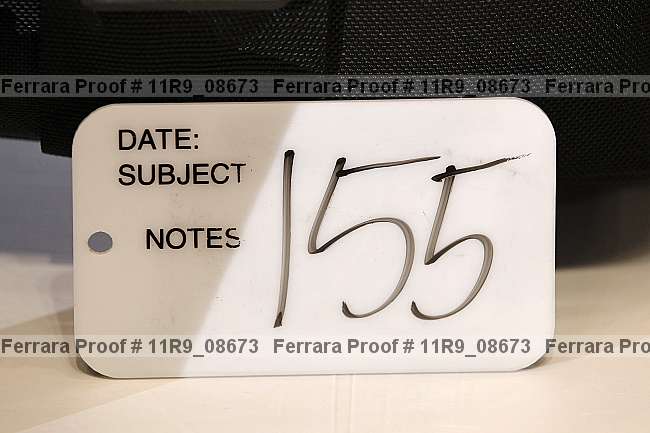 Ferrara Proof # 11R9_08673 Ferrara Proof # 11R9_08673 Ferrara Pro
DATE:
SUBJECT
NOTES
155
Ferrara Proof # 11R9_08673 Ferrara Proof # 11R9_08673 Ferrara Pro